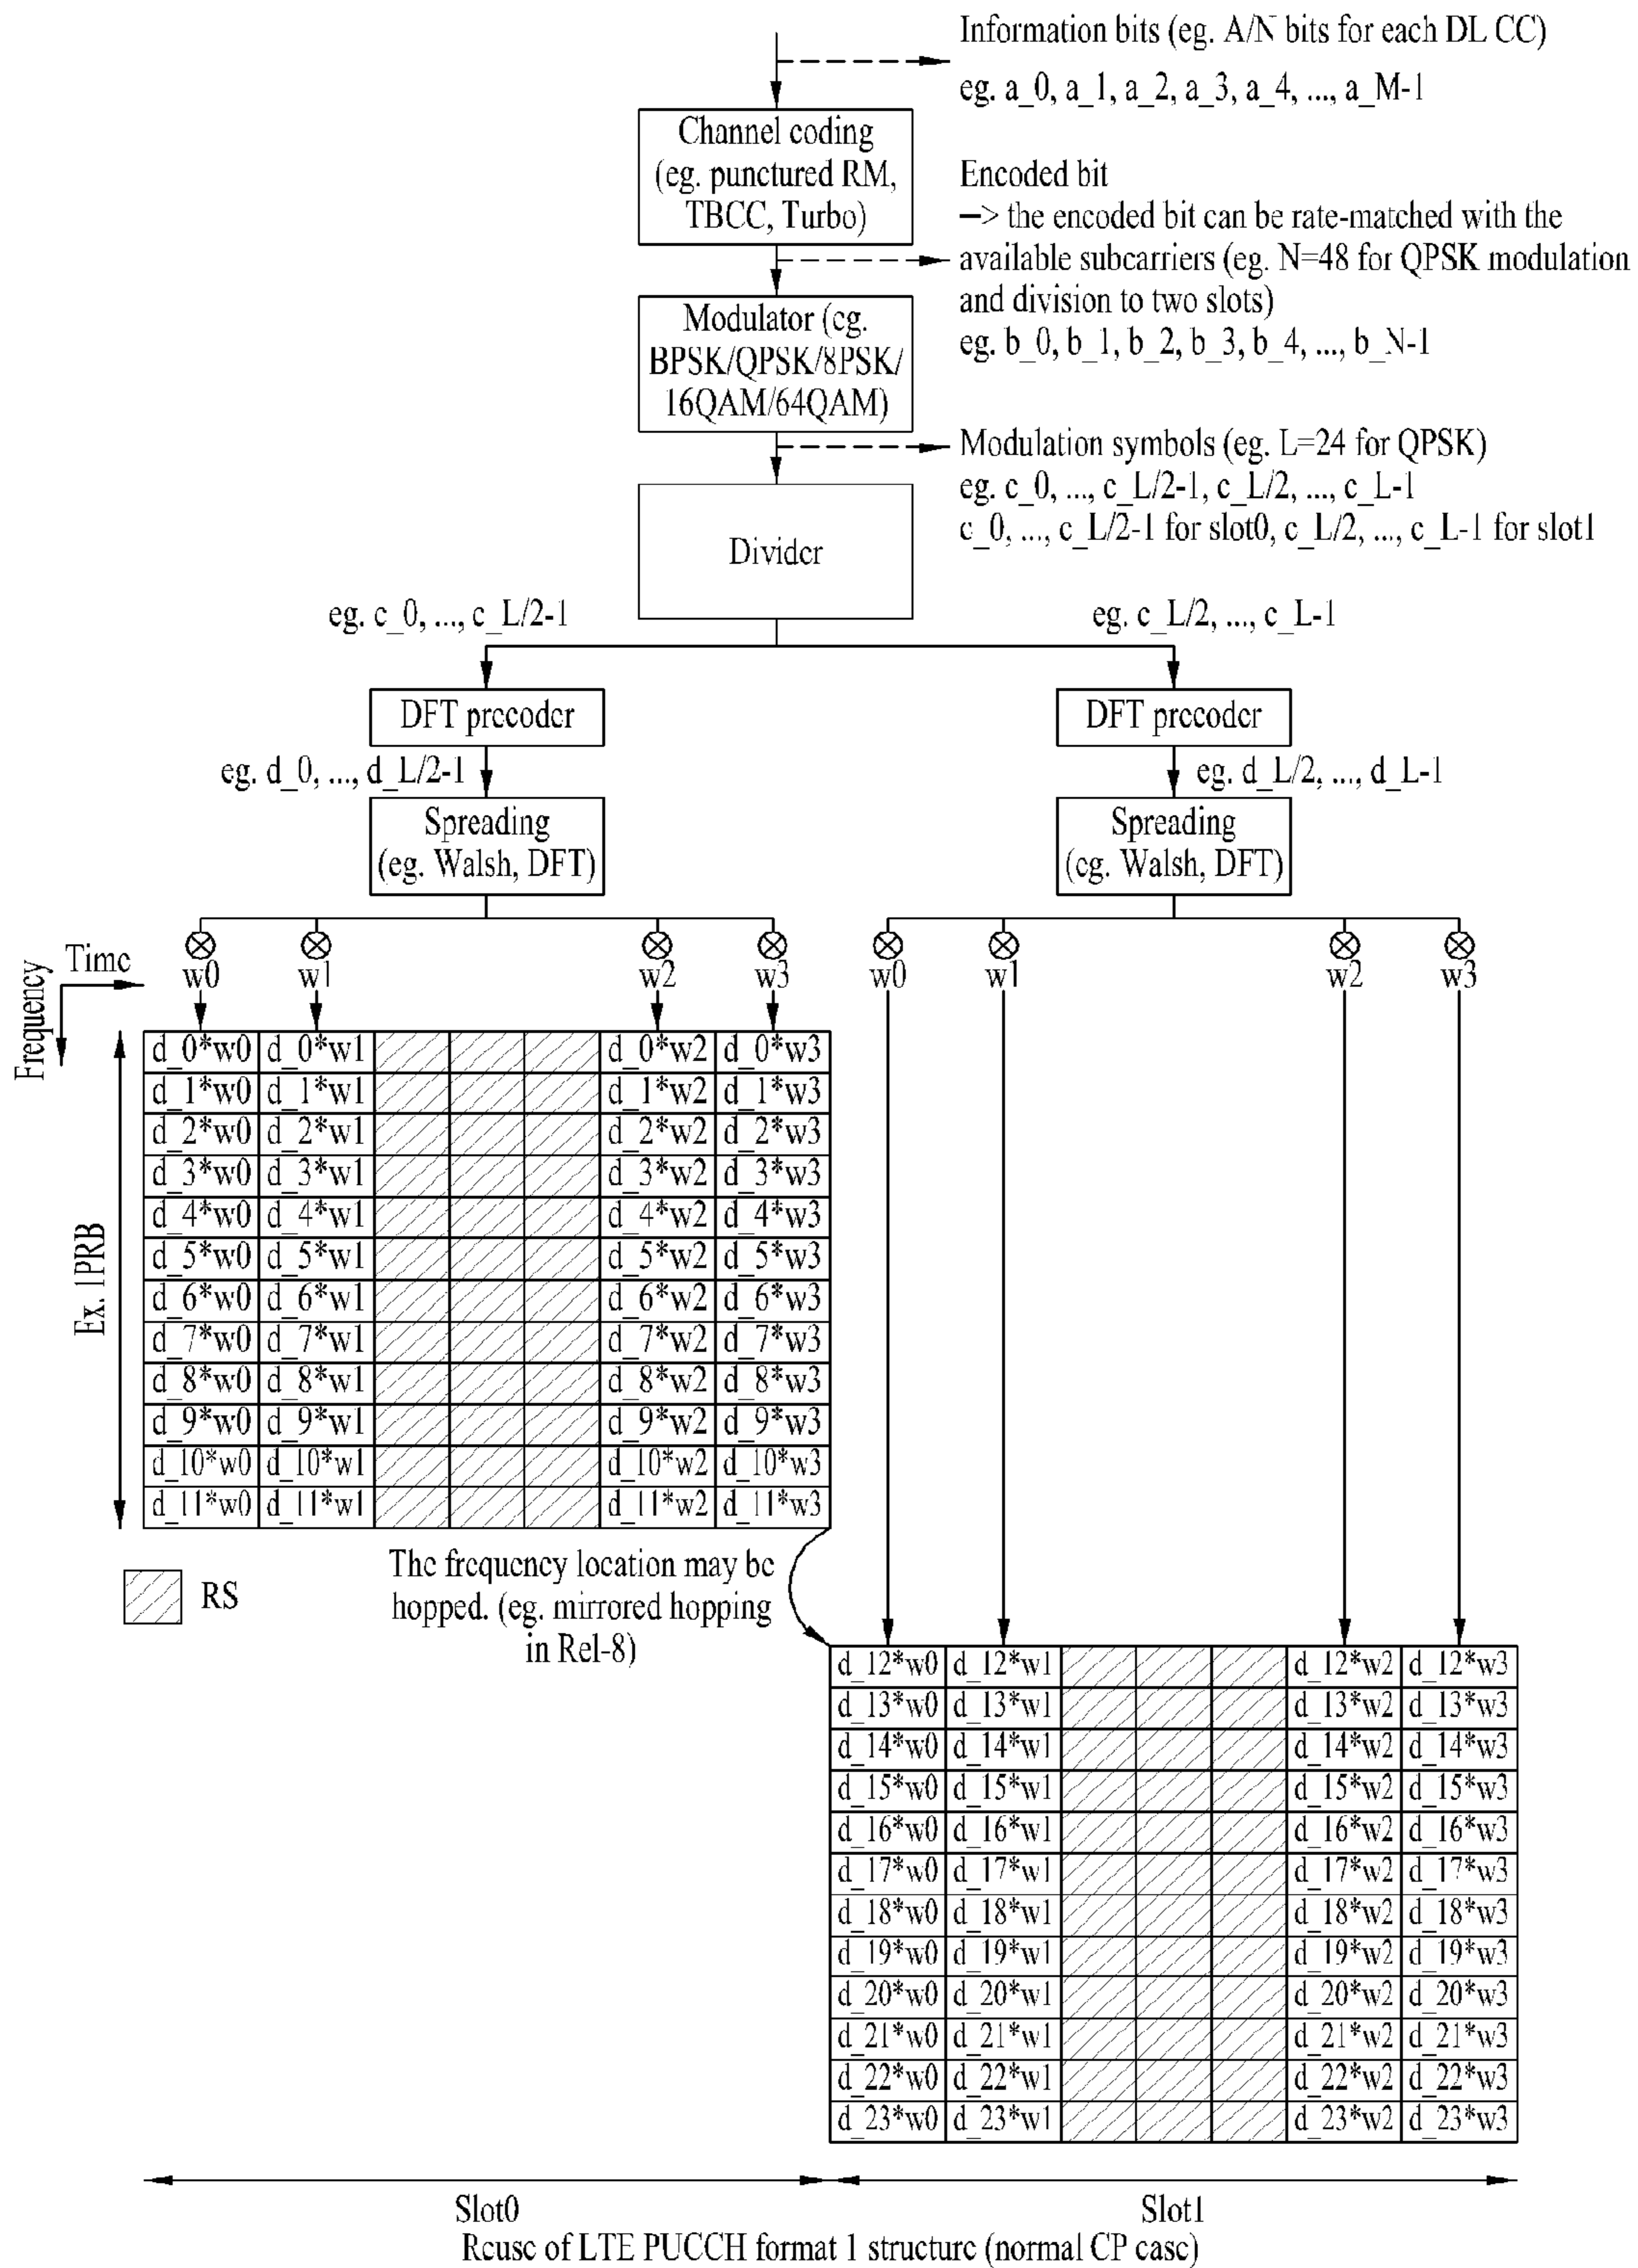 Information bits (eg. A/N bits for each DL CC)
eg. a_0, a_1, a_2, a_3, a_4, ..., a_M-1
Channel coding
(eg. punctured RM,
TBCC, Turbo)
Encoded bit
—> the encoded bit can be rate-matched with the
available subcarriers (eg. N=48 for QPSK modulation
and division to two slots)
eg. b_0, b_1, b_2, b_3, b_4, ..., b_N-1
Modulator (eg.
BPSK/QPSK/8PSK/
16QAM/64QAM)
Modulation symbols (eg. L=24 for QPSK)
eg. c_0, ..., c_L/2-1, c_L/2, ..., c_L-1
c_0, ..., c_L/2-1 for slot0, c_L/2, ..., c_L-1 for slot1
Divider
eg. c_0, ..., c_L/2-1
eg. c_L/2, ..., c_L-1
DFT precoder
DFT precoder
eg. d_0, ..., d_L/2-1
eg. d_L/2, ..., d_L-1
Spreading
(eg. Walsh, DFT)
Spreading
(eg. Walsh, DFT)
Time
Frequency
w0 w1 w2 w3
w0 w1 w2 w3
Ex. 1PRB
d_0*w0 d_0*w1 d_0*w2 d_0*w3
d_1*w0 d_1*w1 d_1*w2 d_1*w3
d_2*w0 d_2*w1 d_2*w2 d_2*w3
d_3*w0 d_3*w1 d_3*w2 d_3*w3
d_4*w0 d_4*w1 d_4*w2 d_4*w3
d_5*w0 d_5*w1 d_5*w2 d_5*w3
d_6*w0 d_6*w1 d_6*w2 d_6*w3
d_7*w0 d_7*w1 d_7*w2 d_7*w3
d_8*w0 d_8*w1 d_8*w2 d_8*w3
d_9*w0 d_9*w1 d_9*w2 d_9*w3
d_10*w0 d_10*w1 d_10*w2 d_10*w3
d_11*w0 d_11*w1 d_11*w2 d_11*w3
RS
The frequency location may be
hopped. (eg. mirrored hopping
in Rel-8)
d_12*w0 d_12*w1 d_12*w2 d_12*w3
d_13*w0 d_13*w1 d_13*w2 d_13*w3
d_14*w0 d_14*w1 d_14*w2 d_14*w3
d_15*w0 d_15*w1 d_15*w2 d_15*w3
d_16*w0 d_16*w1 d_16*w2 d_16*w3
d_17*w0 d_17*w1 d_17*w2 d_17*w3
d_18*w0 d_18*w1 d_18*w2 d_18*w3
d_19*w0 d_19*w1 d_19*w2 d_19*w3
d_20*w0 d_20*w1 d_20*w2 d_20*w3
d_21*w0 d_21*w1 d_21*w2 d_21*w3
d_22*w0 d_22*w1 d_22*w2 d_22*w3
d_23*w0 d_23*w1 d_23*w2 d_23*w3
Slot0
Slot1
Reuse of LTE PUCCH format 1 structure (normal CP case)